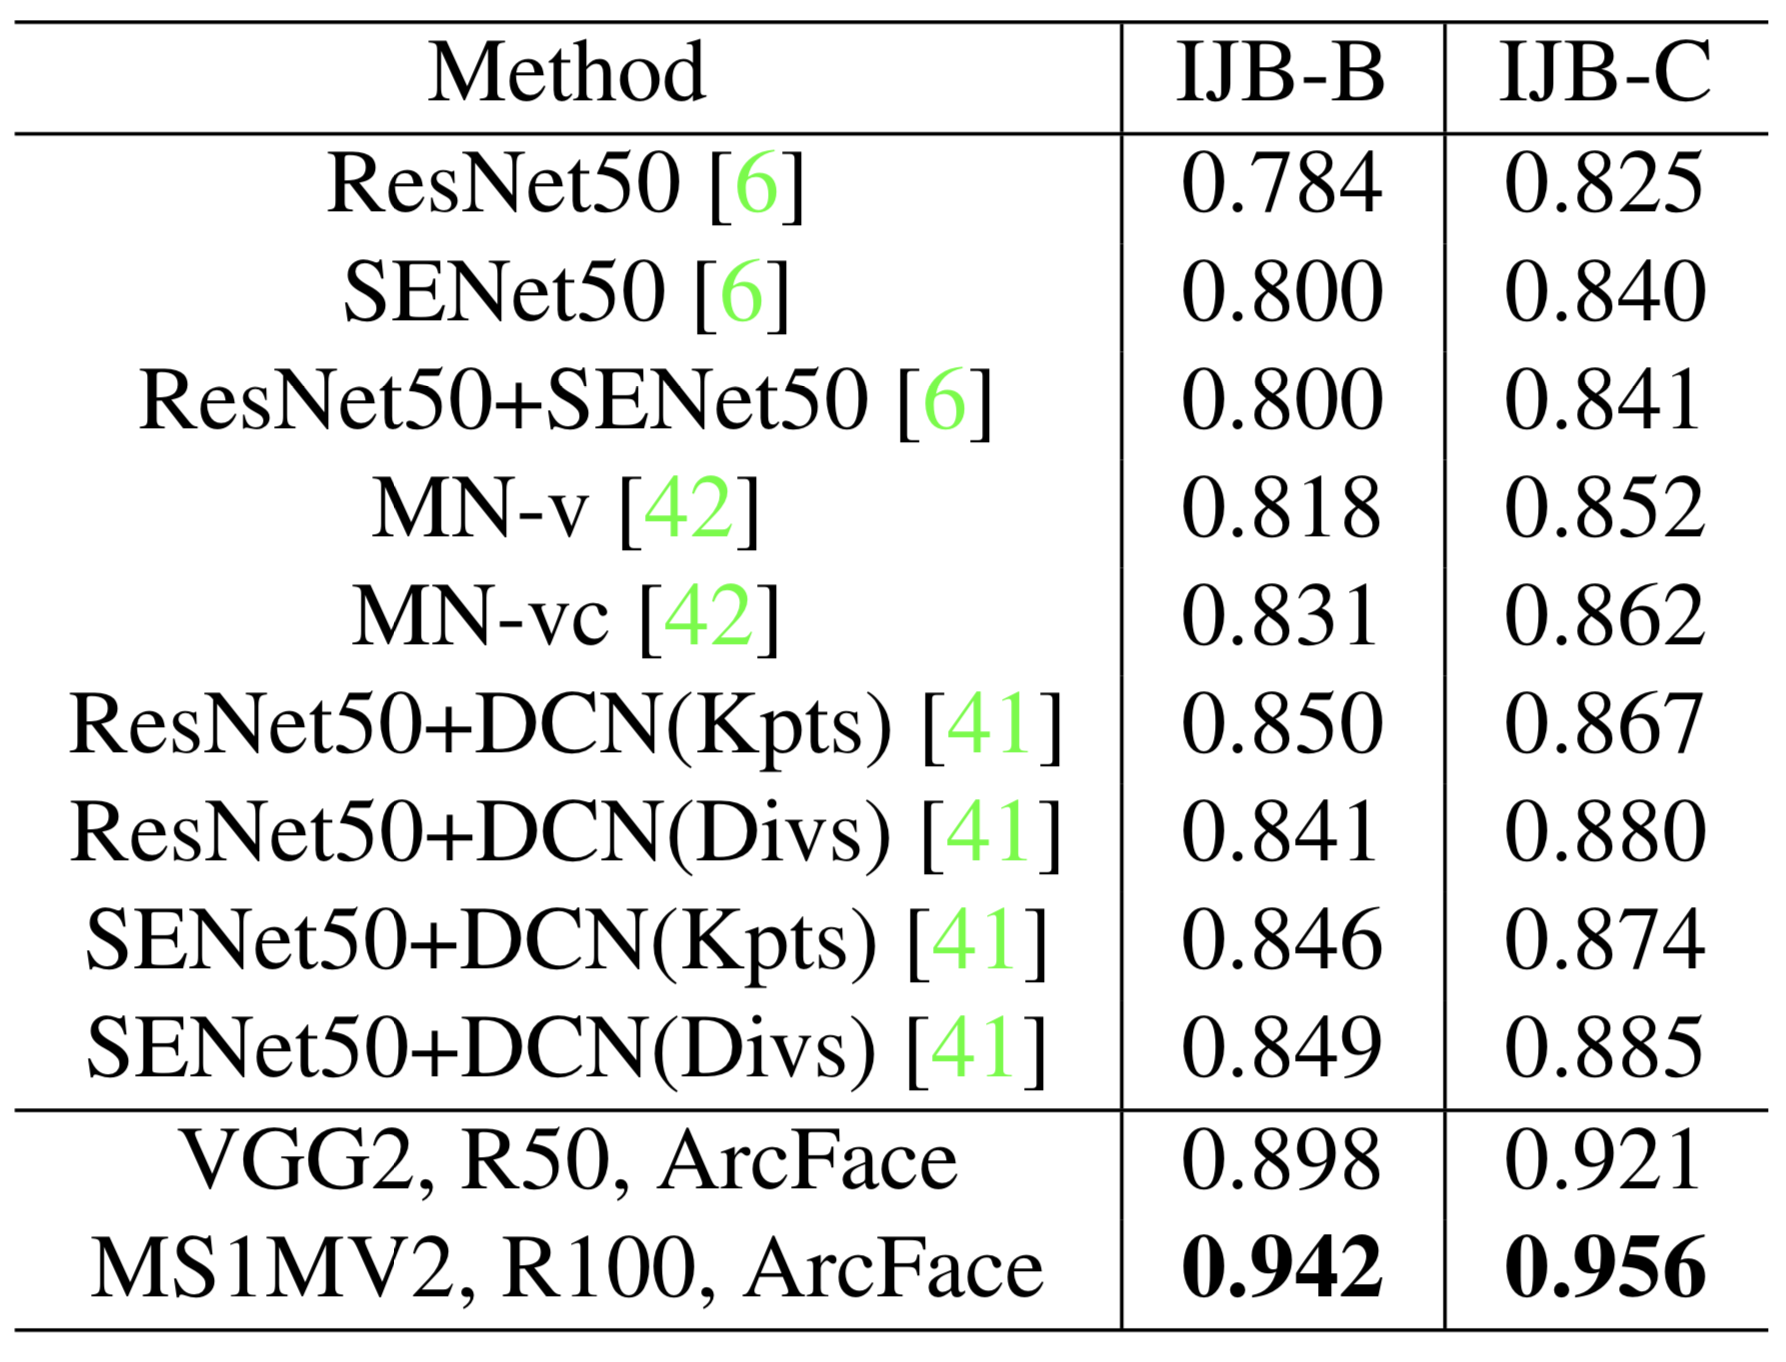 Method IJB-B IJB-C
ResNet50 [6] 0.784 0.825
SENet50 [6] 0.800 0.840
ResNet50+SENet50 [6] 0.800 0.841
MN-v [42] 0.818 0.852
MN-vc [42] 0.831 0.862
ResNet50+DCN(Kpts) [41] 0.850 0.867
ResNet50+DCN(Divs) [41] 0.841 0.880
SENet50+DCN(Kpts) [41] 0.846 0.874
SENet50+DCN(Divs) [41] 0.849 0.885
VGG2, R50, ArcFace 0.898 0.921
MS1MV2, R100, ArcFace 0.942 0.956